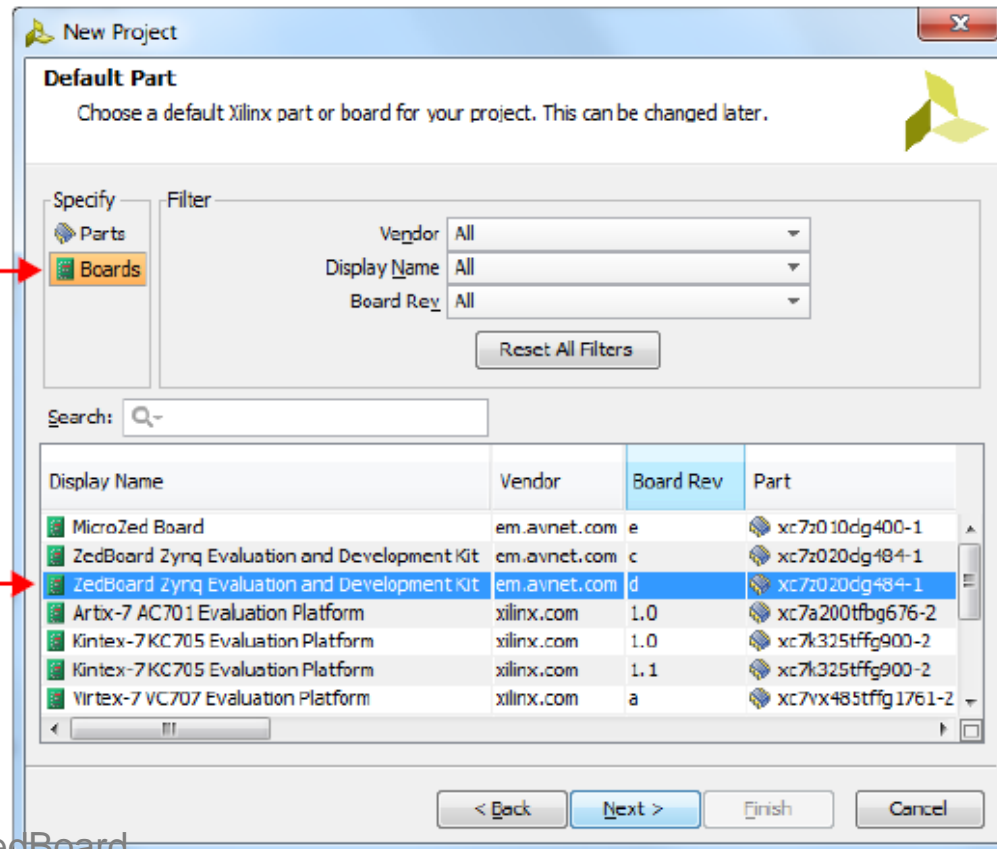 New Project
Default Part
Choose a default Xilinx part or board for your project. This can be changed later.
Specify
Filter
Parts
Boards
Vendor All
Display Name All
Board Rev All
Reset All Filters
Search:
Display Name Vendor Board Rev Part
MicroZed Board em.avnet.com e xc7z010clg400-1
ZedBoard Zynq Evaluation and Development Kit em.avnet.com c xc7z020clg484-1
ZedBoard Zynq Evaluation and Development Kit em.avnet.com d xc7z020clg484-1
Artix-7 AC701 Evaluation Platform xilinx.com 1.0 xc7a200tfbg676-2
Kintex-7 KC705 Evaluation Platform xilinx.com 1.0 xc7k325tffg900-2
Kintex-7 KC705 Evaluation Platform xilinx.com 1.1 xc7k325tffg900-2
Virtex-7 VC707 Evaluation Platform xilinx.com a xc7vx485tffg1761-2
< Back Next > Finish Cancel